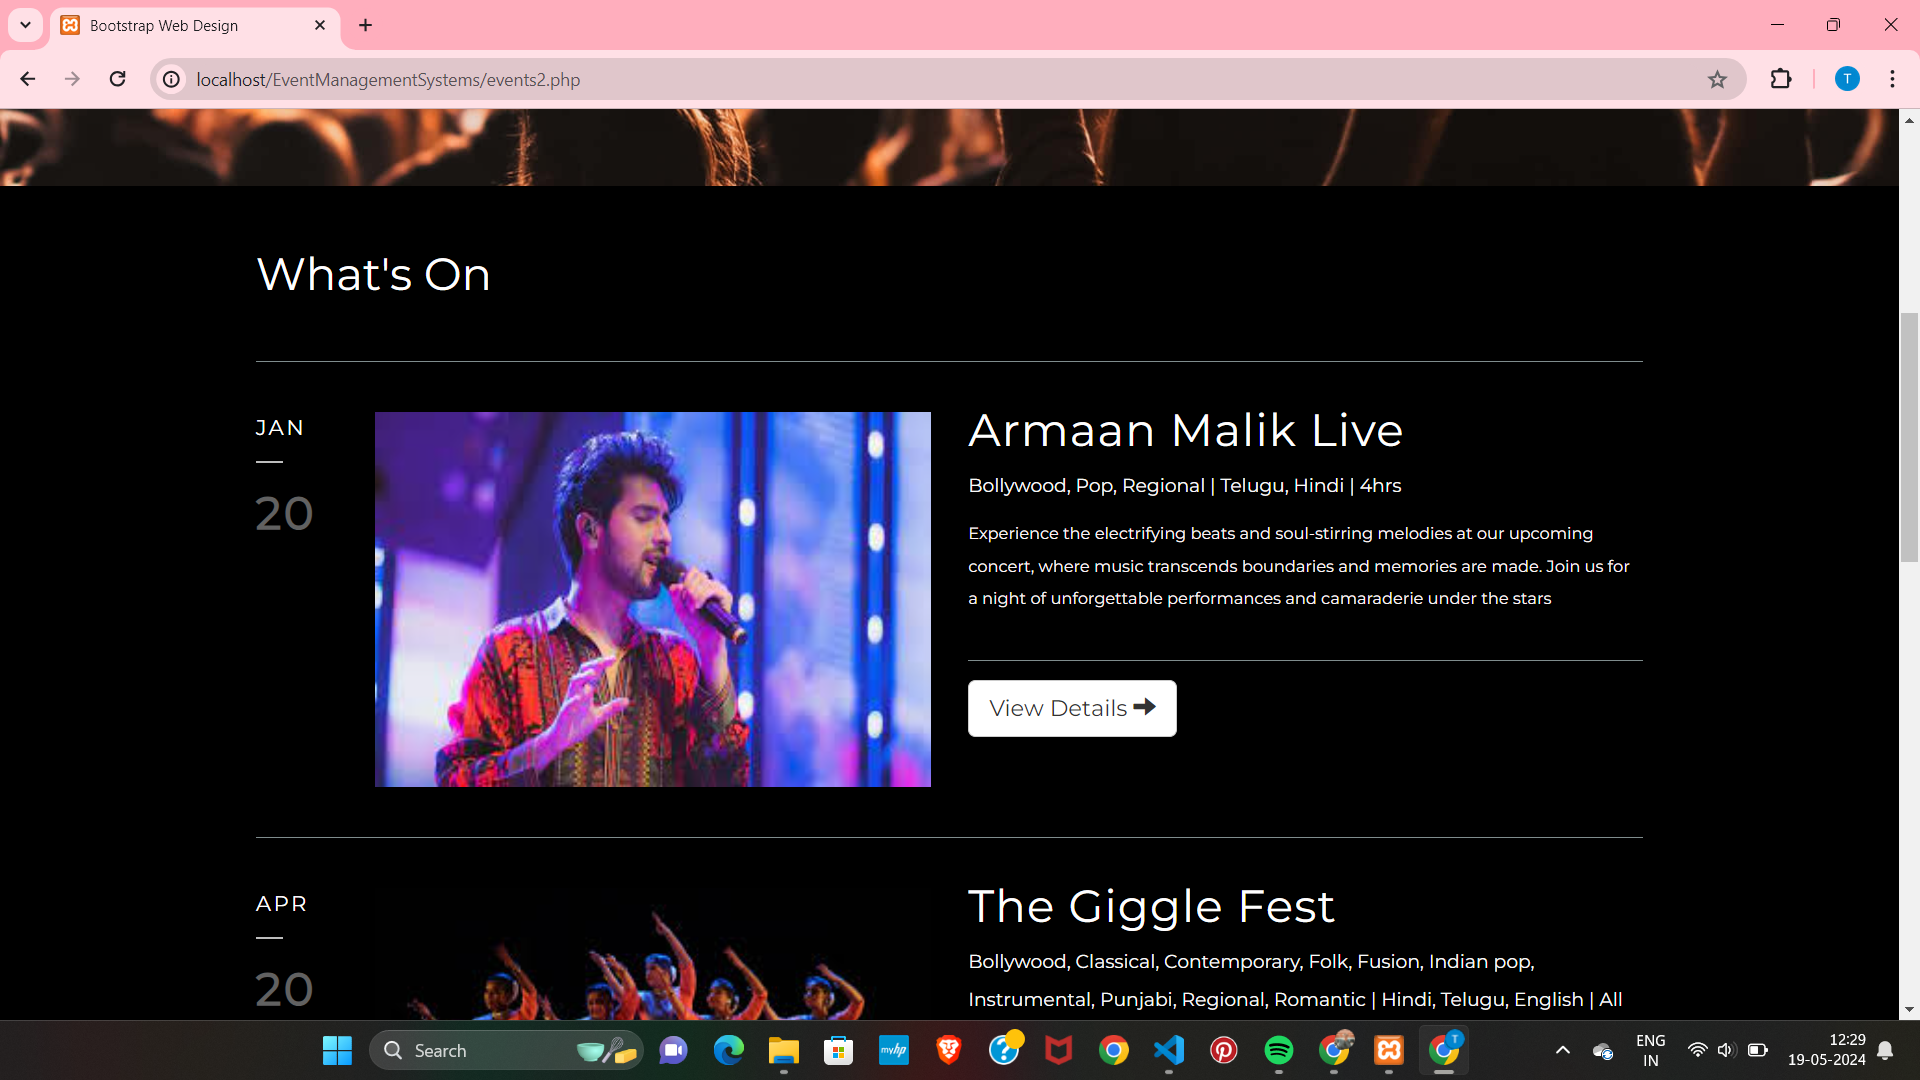 Bootstrap Web Design
localhost/EventManagementSystems/events2.php
T
What's On
JAN
20
Armaan Malik Live
Bollywood, Pop, Regional | Telugu, Hindi | 4hrs
Experience the electrifying beats and soul-stirring melodies at our upcoming
concert, where music transcends boundaries and memories are made. Join us for
a night of unforgettable performances and camaraderie under the stars
View Details
APR
20
The Giggle Fest
Bollywood, Classical, Contemporary, Folk, Fusion, Indian pop,
Instrumental, Punjabi, Regional, Romantic | Hindi, Telugu, English | All
Search
myhp
T
ENG
IN
12:29
19-05-2024